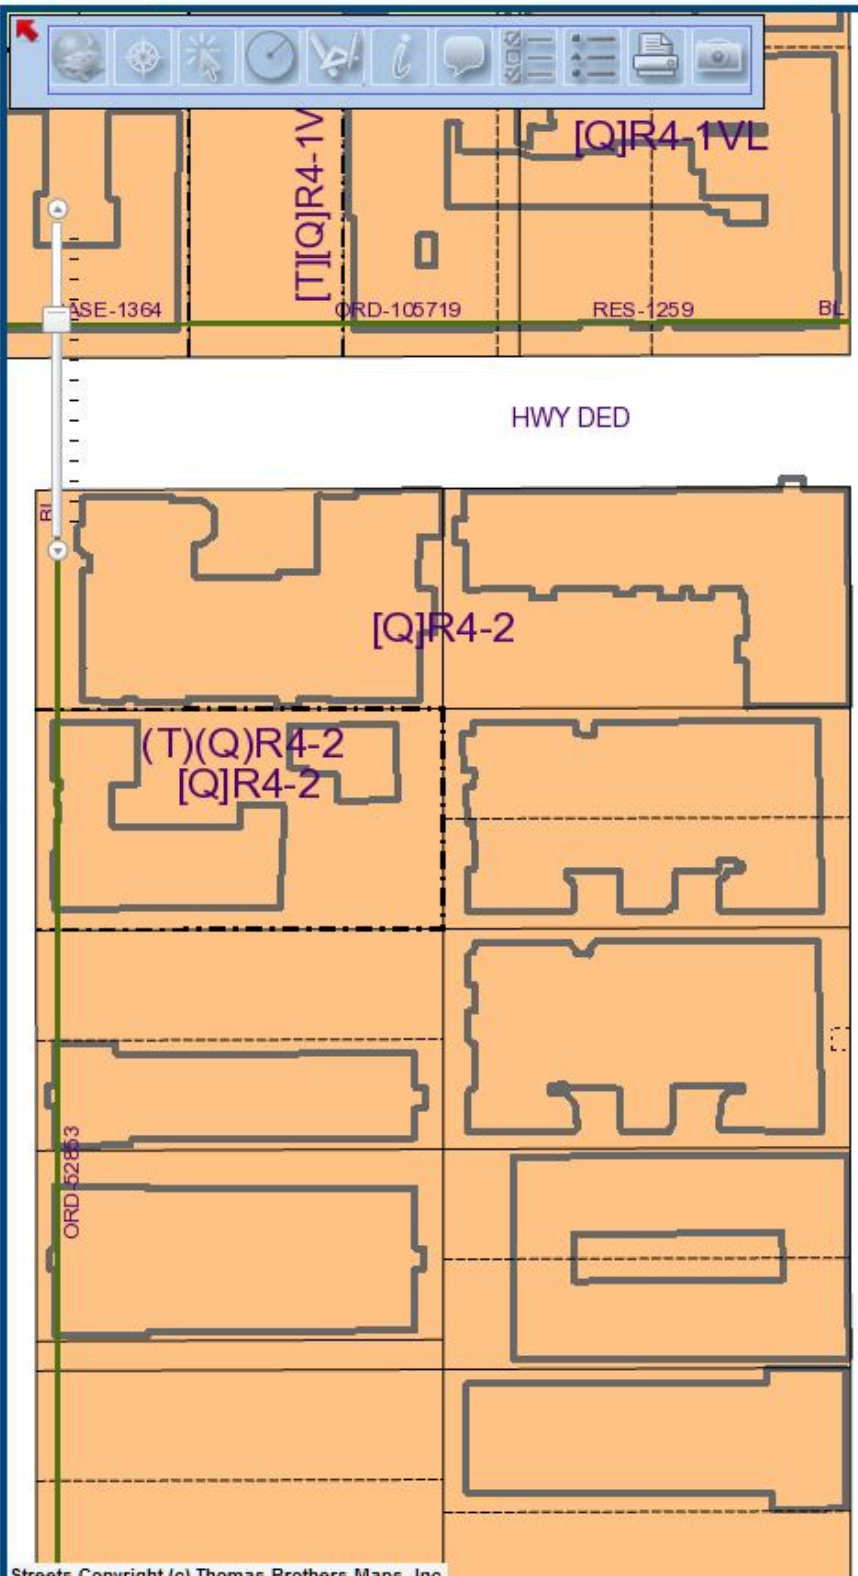 [Q]R4-1VL
[T][Q]R4-1V
ASE-1364
ORD-105719
RES-1259
BL
HWY DED
[Q]R4-2
(T)(Q)R4-2
[Q]R4-2
ORD-52853
Streets Copyright (c) Thomas Brothers Maps, Inc